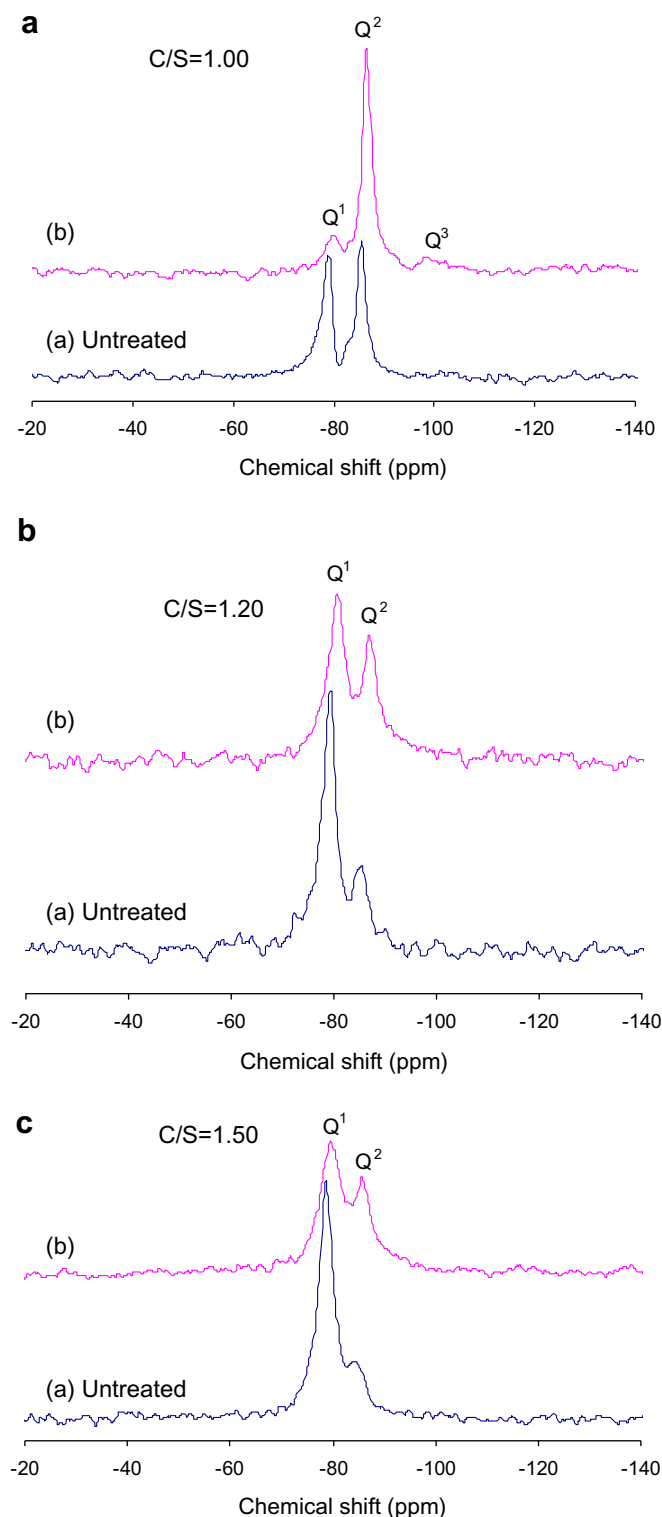 a
Q²
C/S=1.00
Q¹
Q³
(b)
(a) Untreated
-20 -40 -60 -80 -100 -120 -140
Chemical shift (ppm)
b
Q¹
C/S=1.20
Q²
(b)
(a) Untreated
-20 -40 -60 -80 -100 -120 -140
Chemical shift (ppm)
c
Q¹
C/S=1.50
Q²
(b)
(a) Untreated
-20 -40 -60 -80 -100 -120 -140
Chemical shift (ppm)